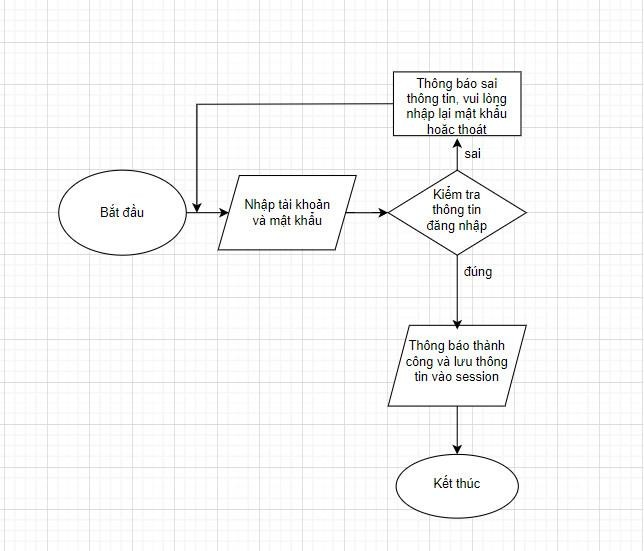 Thông báo sai
thông tin, vui lòng
nhập lại mật khẩu
hoặc thoát
sai
Bắt đầu
Nhập tài khoản
và mật khẩu
Kiểm tra
thông tin
đăng nhập
đúng
Thông báo thành
công và lưu thông
tin vào session
Kết thúc